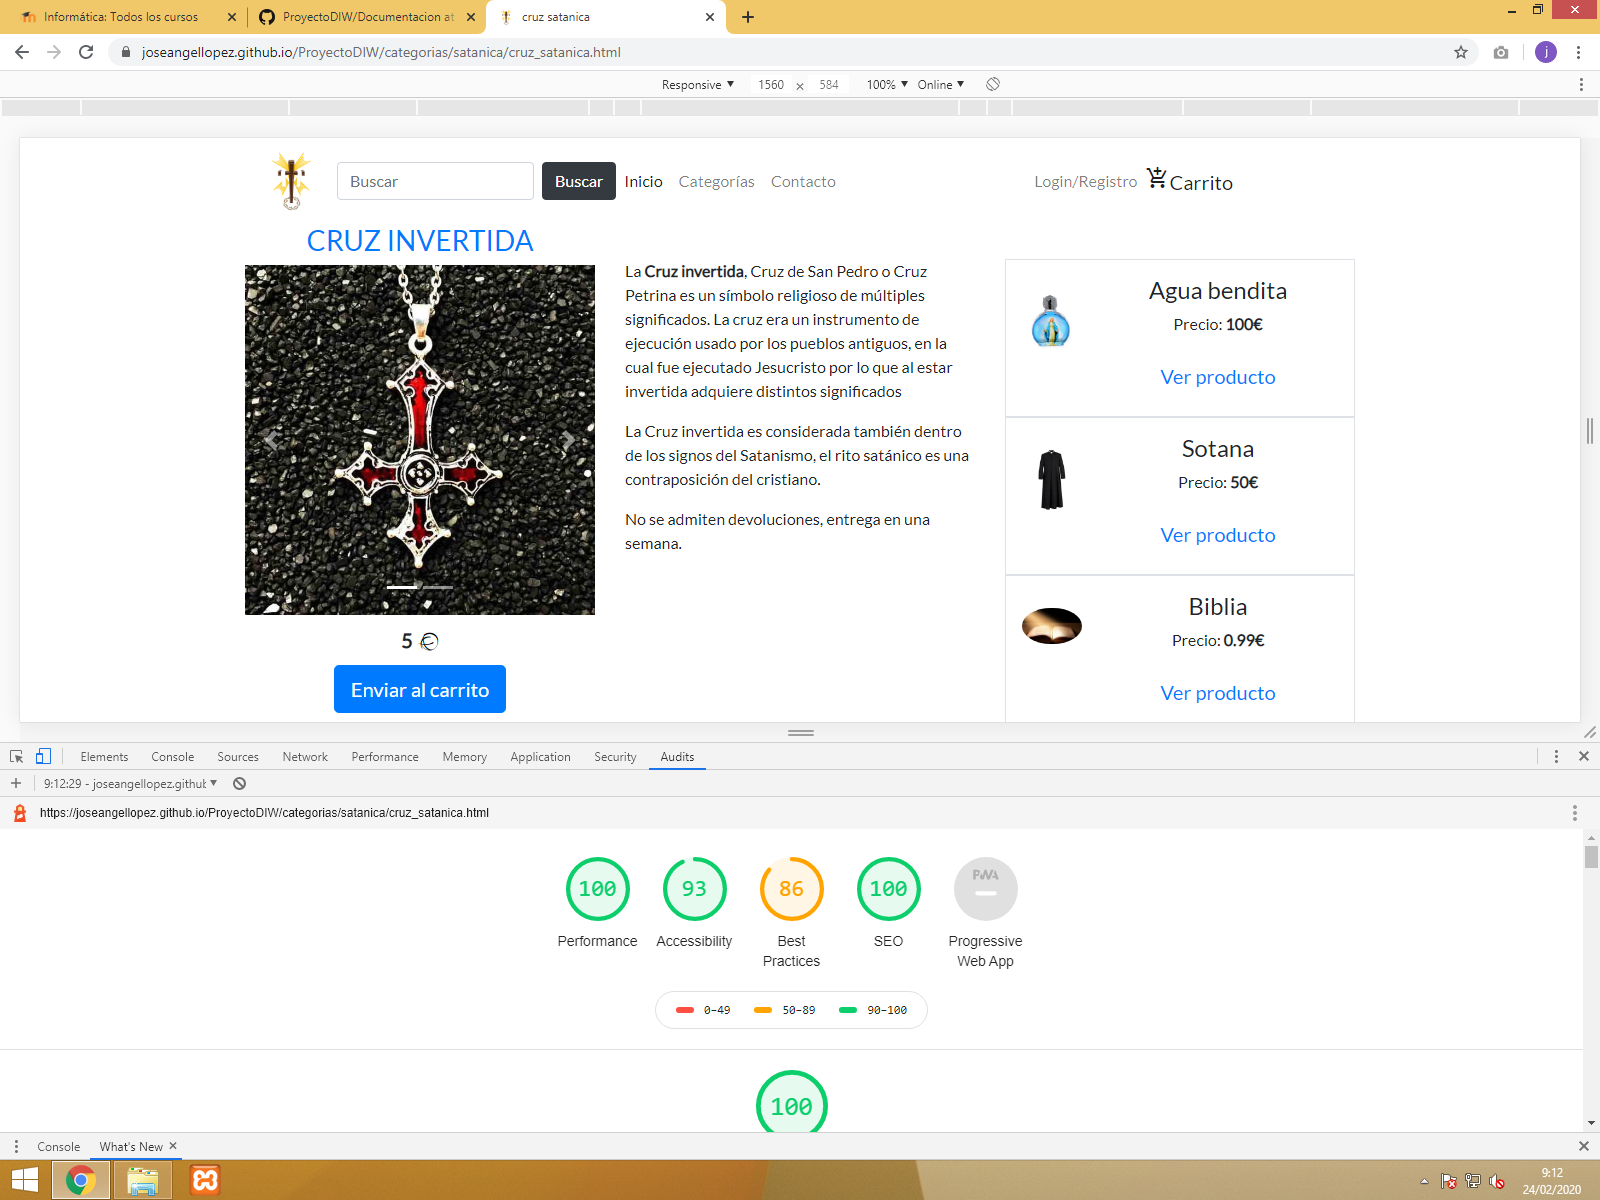 Informática: Todos los cursos
ProyectoDIW/Documentacion at
cruz satanica
joseangellopez.github.io/ProyectoDIW/categorias/satanica/cruz_satanica.html
j
Responsive 1560 x 584 100% Online
Buscar Buscar Inicio Categorías Contacto Login/Registro Carrito
CRUZ INVERTIDA
La Cruz invertida, Cruz de San Pedro o Cruz
Petrina es un símbolo religioso de múltiples
significados. La cruz era un instrumento de
ejecución usado por los pueblos antiguos, en la
cual fue ejecutado Jesucristo por lo que al estar
invertida adquiere distintos significados
La Cruz invertida es considerada también dentro
de los signos del Satanismo, el rito satánico es una
contraposición del cristiano.
No se admiten devoluciones, entrega en una
semana.
5
Enviar al carrito
Agua bendita
Precio: 100€
Ver producto
Sotana
Precio: 50€
Ver producto
Biblia
Precio: 0.99€
Ver producto
Elements Console Sources Network Performance Memory Application Security Audits
9:12:29 - joseangellopez.github
https://joseangellopez.github.io/ProyectoDIW/categorias/satanica/cruz_satanica.html
100 93 86 100 PWA
Performance Accessibility Best Practices SEO Progressive Web App
0–49 50–89 90–100
100
Console What's New
9:12
24/02/2020